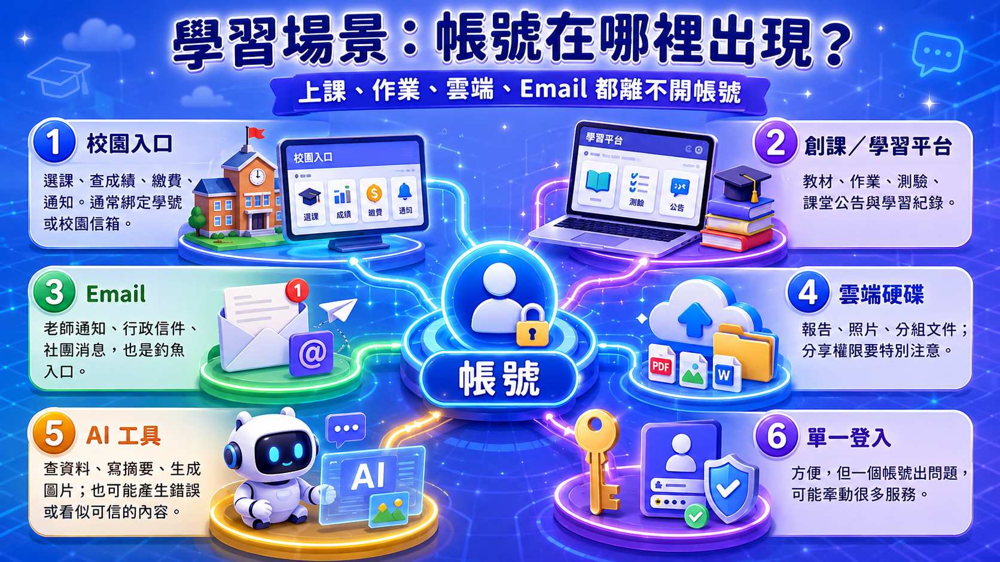 學習場景：帳號在哪裡出現？
上課、作業、雲端、Email 都離不開帳號
1 校園入口
選課、查成績、繳費、
通知。通常綁定學號
或校園信箱。
校園入口
選課 成績 繳費 通知
2 創課／學習平台
教材、作業、測驗、
課堂公告與學習紀錄。
學習平台
測驗 公告
3 Email
老師通知、行政信件、
社團消息，也是釣魚
入口。
1
@
4 雲端硬碟
報告、照片、分組文件；
分享權限要特別注意。
PDF W
帳號
5 AI 工具
查資料、寫摘要、生成
圖片；也可能產生錯誤
或看似可信的內容。
AI
6 單一登入
方便，但一個帳號出問題，
可能牽動很多服務。